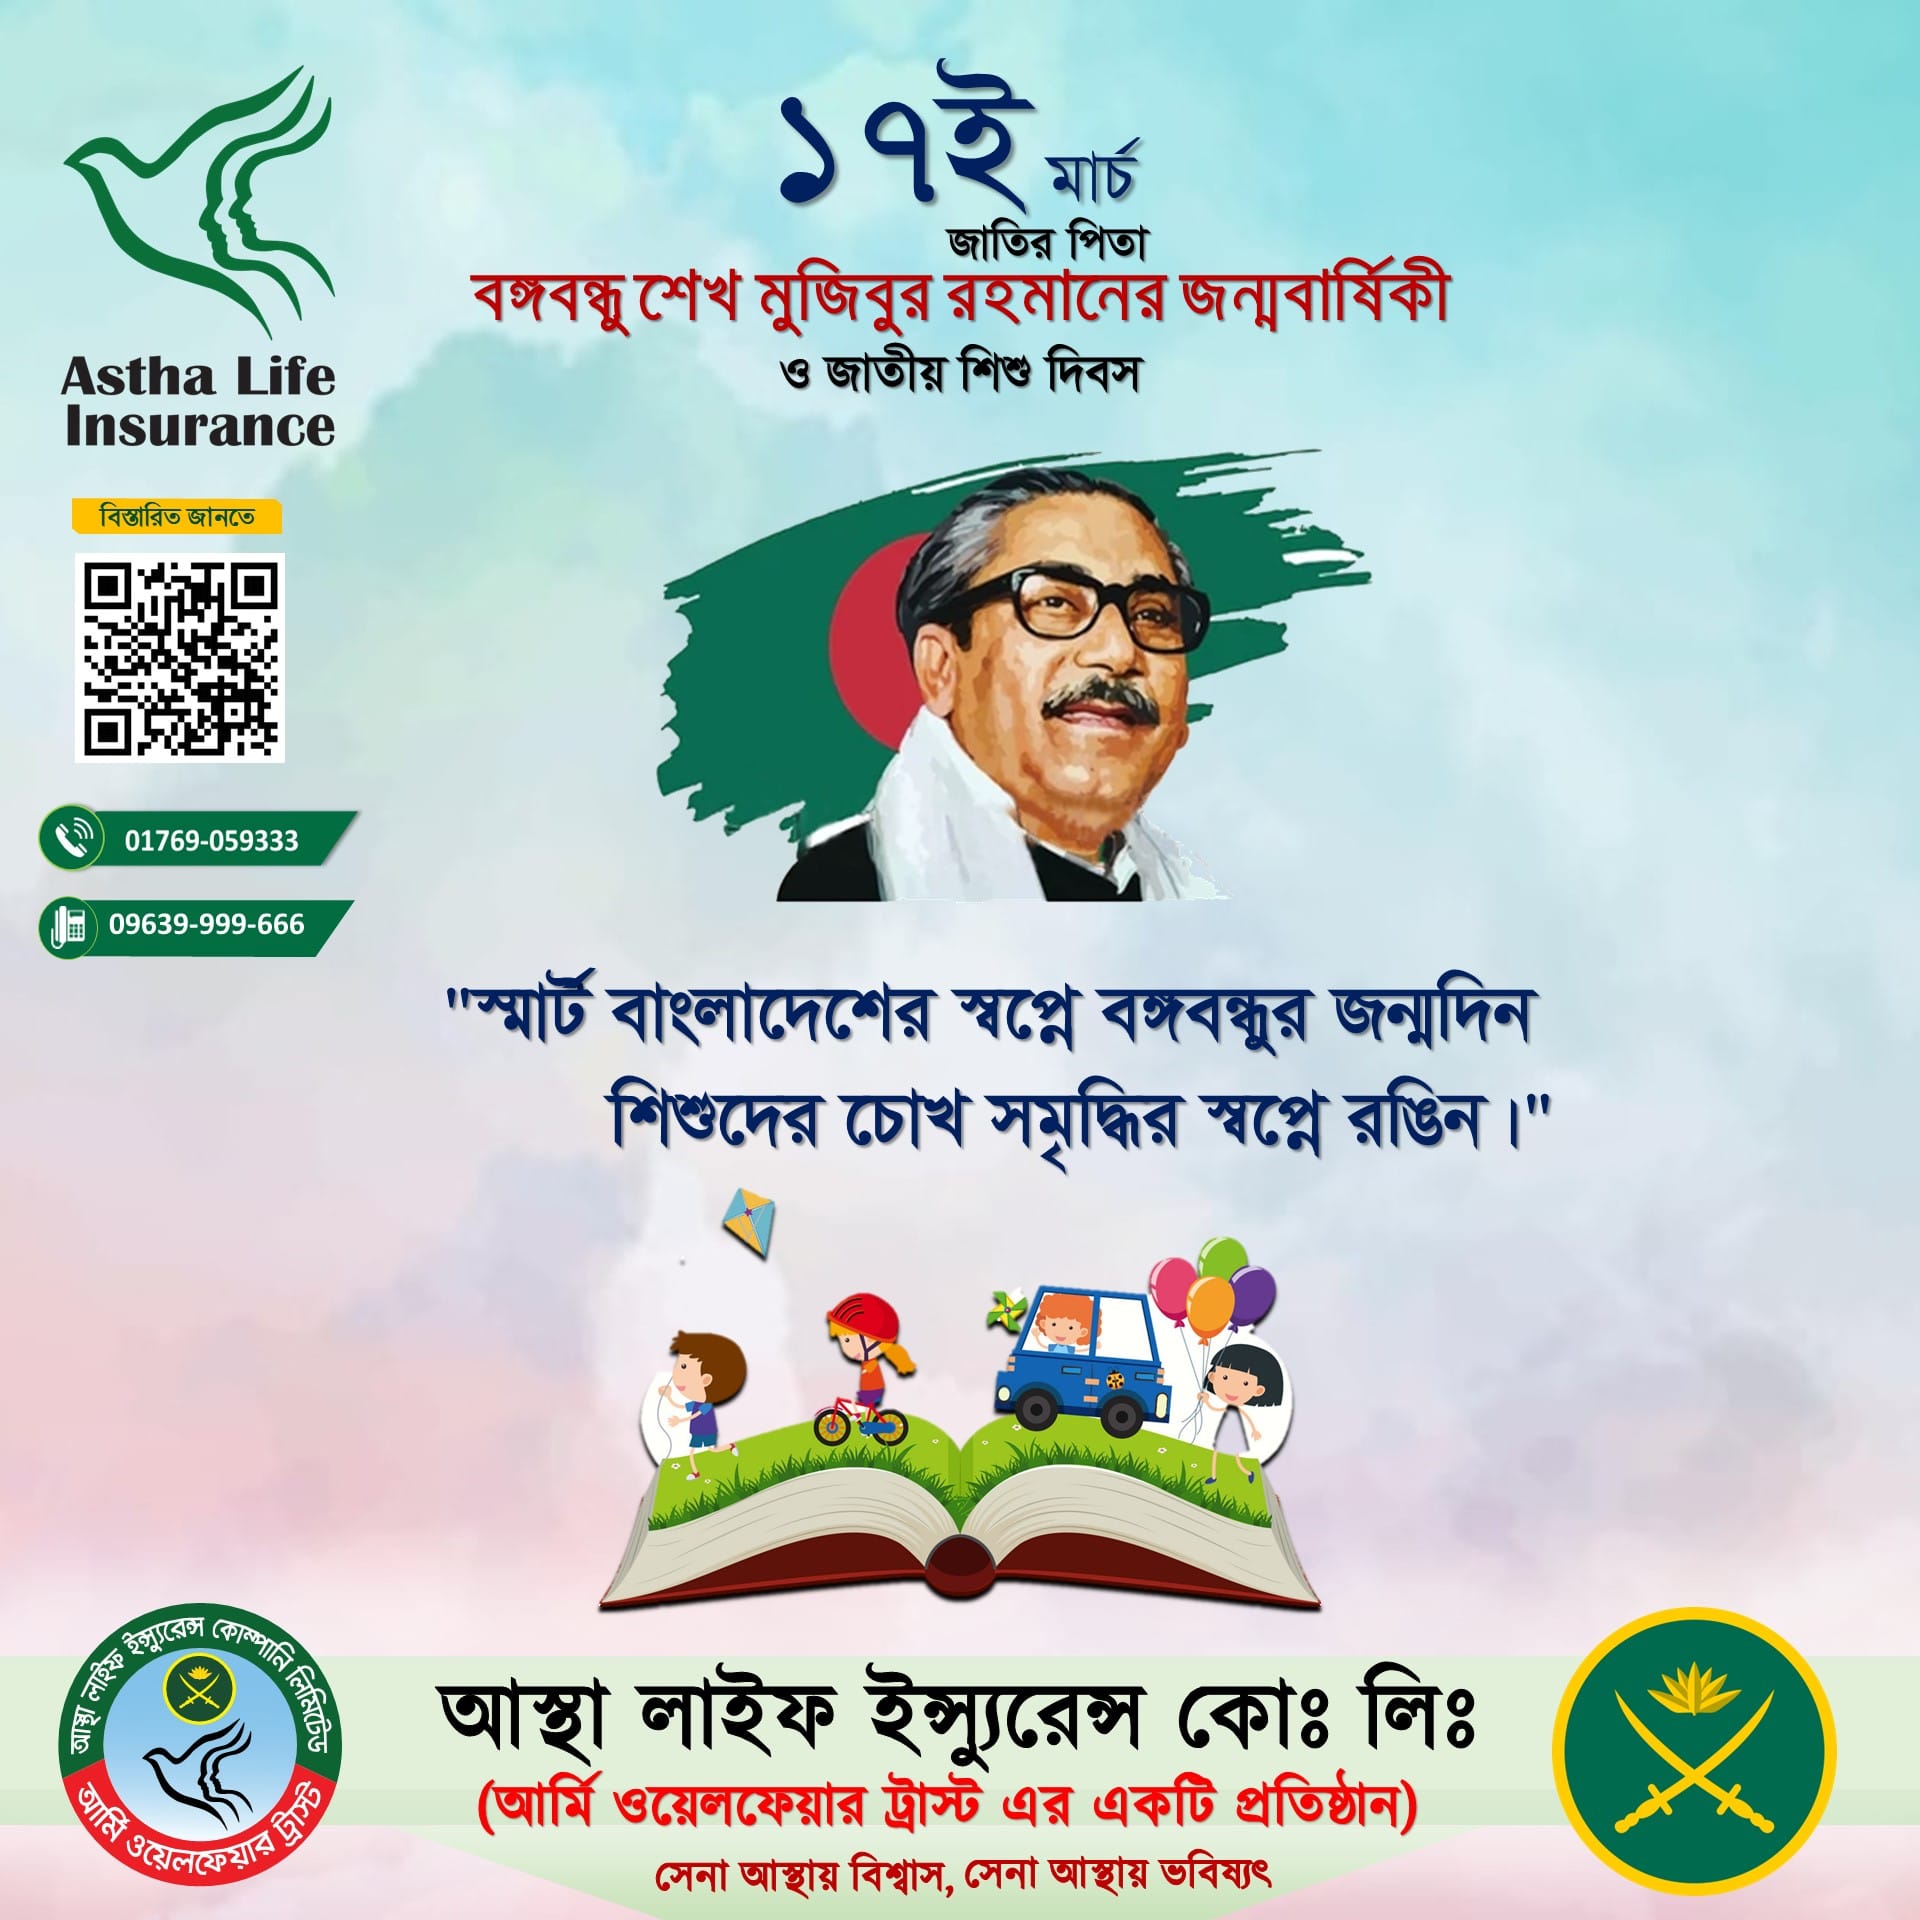 ১৭ই মার্চ
জাতির পিতা
বঙ্গবন্ধু শেখ মুজিবুর রহমানের জন্মবার্ষিকী
ও জাতীয় শিশু দিবস
Astha Life
Insurance
বিস্তারিত জানতে
01769-059333
09639-999-666
"স্মার্ট বাংলাদেশের স্বপ্নে বঙ্গবন্ধুর জন্মদিন
শিশুদের চোখ সমৃদ্ধির স্বপ্নে রঙিন।"
আস্থা লাইফ ইন্স্যুরেন্স কোম্পানি লিমিটেড
আর্মি ওয়েলফেয়ার ট্রাস্ট
আস্থা লাইফ ইন্স্যুরেন্স কোঃ লিঃ
(আর্মি ওয়েলফেয়ার ট্রাস্ট এর একটি প্রতিষ্ঠান)
সেনা আস্থায় বিশ্বাস, সেনা আস্থায় ভবিষ্যৎ